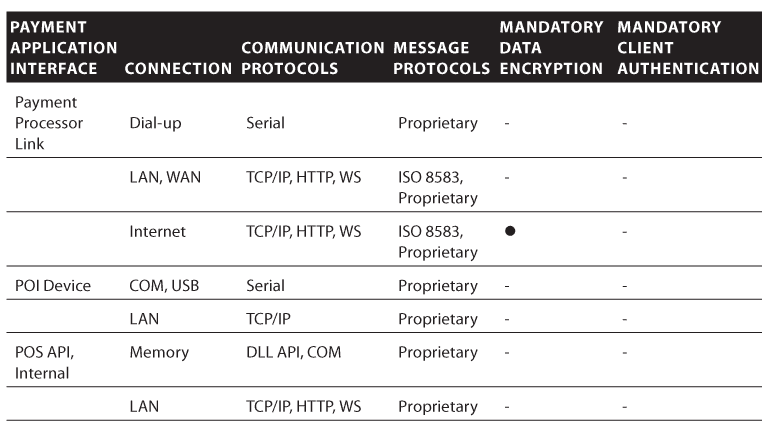 PAYMENT APPLICATION INTERFACE CONNECTION COMMUNICATION PROTOCOLS MESSAGE PROTOCOLS MANDATORY DATA ENCRYPTION MANDATORY CLIENT AUTHENTICATION
Payment Processor Link Dial-up Serial Proprietary - -
LAN, WAN TCP/IP, HTTP, WS ISO 8583, Proprietary - -
Internet TCP/IP, HTTP, WS ISO 8583, Proprietary ● -
POI Device COM, USB Serial Proprietary - -
LAN TCP/IP Proprietary - -
POS API, Internal Memory DLL API, COM Proprietary - -
LAN TCP/IP, HTTP, WS Proprietary - -